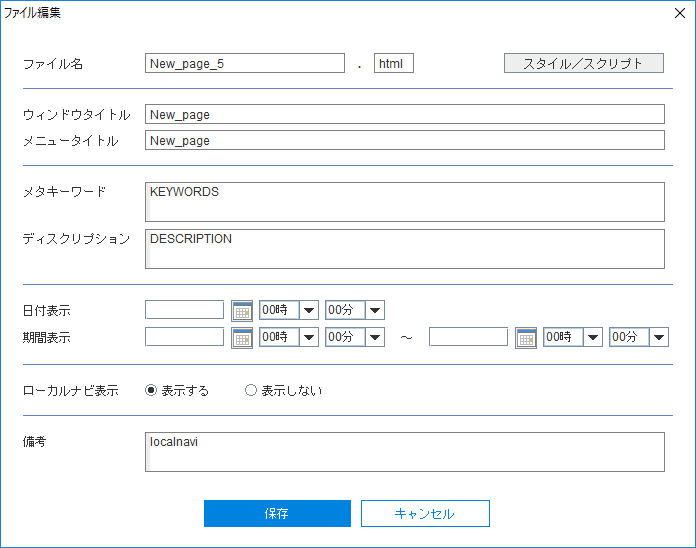 ファイル編集
ファイル名 New_page_5 . html スタイル／スクリプト
ウィンドウタイトル New_page
メニュータイトル New_page
メタキーワード KEYWORDS
ディスクリプション DESCRIPTION
日付表示 00時 00分
期間表示 00時 00分 ～ 00時 00分
ローカルナビ表示 表示する 表示しない
備考 localnavi
保存 キャンセル